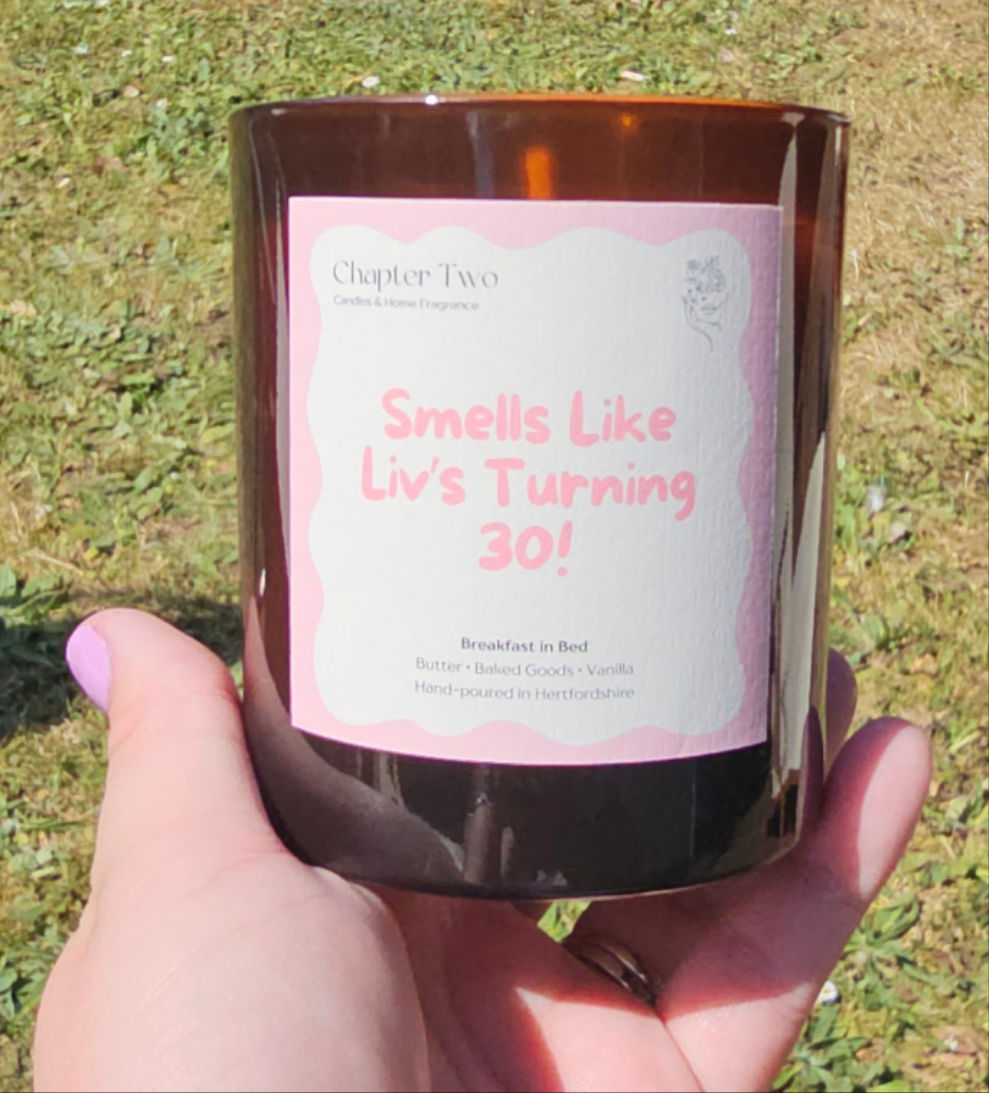 Chapter Two
Candles & Home Fragrance
Smells Like
Liv's Turning
30!
Breakfast in Bed
Butter • Baked Goods • Vanilla
Hand-poured in Hertfordshire